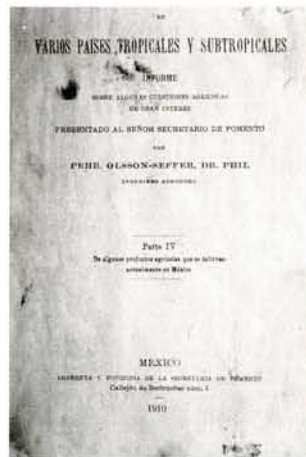 EN
VARIOS PAISES TROPICALES Y SUBTROPICALES
INFORME
SOBRE ALGUNAS CUESTIONES AGRICOLAS
DE GRAN INTERES
PRESENTADO AL SEÑOR SECRETARIO DE FOMENTO
POR
PEHR. OLSSON-SEFFER, DR. PHIL.
INGENIERO AGRONOMO
Parte IV
De algunos productos agrícolas que se cultivan
actualmente en México
MEXICO
IMPRENTA Y FOTOTIPIA DE LA SECRETARIA DE FOMENTO
Callejón de Betlemitas núm. 8
1910